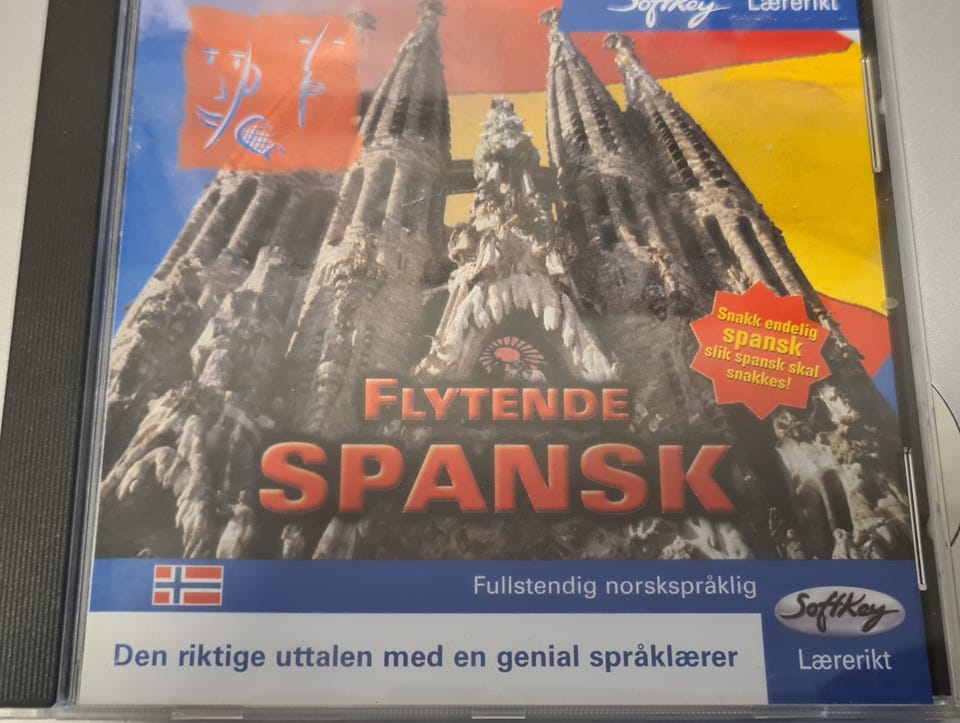 SoftKey Lærerikt
Snakk endelig
spansk
slik spansk skal
snakkes!
FLYTENDE
SPANSK
Fullstendig norskspråklig
SoftKey
Den riktige uttalen med en genial språklærer
Lærerikt